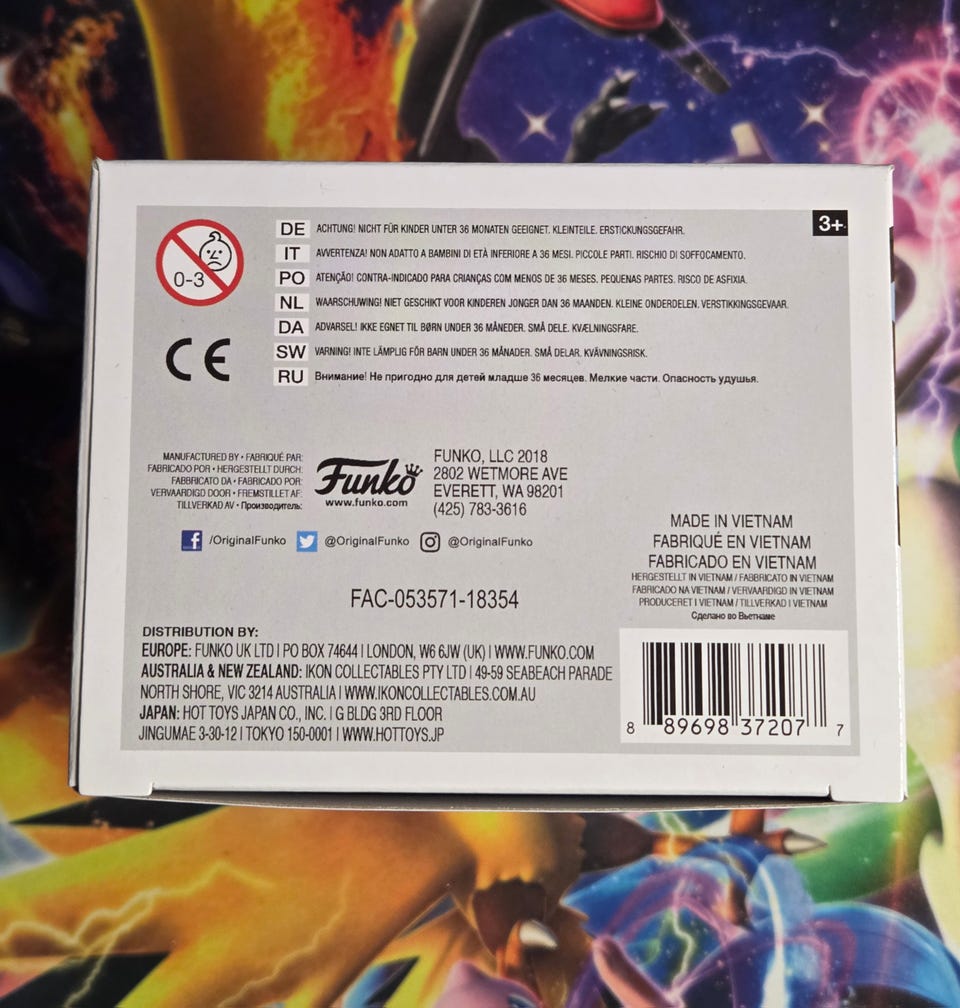 3+
0-3
DE ACHTUNG! NICHT FÜR KINDER UNTER 36 MONATEN GEEIGNET. KLEINTEILE. ERSTICKUNGSGEFAHR.
IT AVVERTENZA! NON ADATTO A BAMBINI DI ETÀ INFERIORE A 36 MESI. PICCOLE PARTI. RISCHIO DI SOFFOCAMENTO.
PO ATENÇÃO! CONTRA-INDICADO PARA CRIANÇAS COM MENOS DE 36 MESES. PEQUENAS PARTES. RISCO DE ASFIXIA.
NL WAARSCHUWING! NIET GESCHIKT VOOR KINDEREN JONGER DAN 36 MAANDEN. KLEINE ONDERDELEN. VERSTIKKINGSGEVAAR.
DA ADVARSEL! IKKE EGNET TIL BØRN UNDER 36 MÅNEDER. SMÅ DELE. KVÆLNINGSFARE.
SW VARNING! INTE LÄMPLIG FÖR BARN UNDER 36 MÅNADER. SMÅ DELAR. KVÄVNINGSRISK.
RU Внимание! Не пригодно для детей младше 36 месяцев. Мелкие части. Опасность удушья.
CE
MANUFACTURED BY • FABRIQUÉ PAR:
FABRICADO POR • HERGESTELLT DURCH:
FABBRICATO DA • FABRICADO POR:
VERVAARDIGD DOOR • FREMSTILLET AF:
TILLVERKAD AV • Производитель:
Funko
www.funko.com
FUNKO, LLC 2018
2802 WETMORE AVE
EVERETT, WA 98201
(425) 783-3616
/OriginalFunko @OriginalFunko @OriginalFunko
FAC-053571-18354
MADE IN VIETNAM
FABRIQUÉ EN VIETNAM
FABRICADO EN VIETNAM
HERGESTELLT IN VIETNAM / FABBRICATO IN VIETNAM
FABRICADO NA VIETNAM / VERVAARDIGD IN VIETNAM
PRODUCERET I VIETNAM / TILLVERKAD I VIETNAM
Сделано во Вьетнаме
DISTRIBUTION BY:
EUROPE: FUNKO UK LTD | PO BOX 74644 | LONDON, W6 6JW (UK) | WWW.FUNKO.COM
AUSTRALIA & NEW ZEALAND: IKON COLLECTABLES PTY LTD | 49-59 SEABEACH PARADE
NORTH SHORE, VIC 3214 AUSTRALIA | WWW.IKONCOLLECTABLES.COM.AU
JAPAN: HOT TOYS JAPAN CO., INC. | G BLDG 3RD FLOOR
JINGUMAE 3-30-12 | TOKYO 150-0001 | WWW.HOTTOYS.JP
8 89698 37207 7